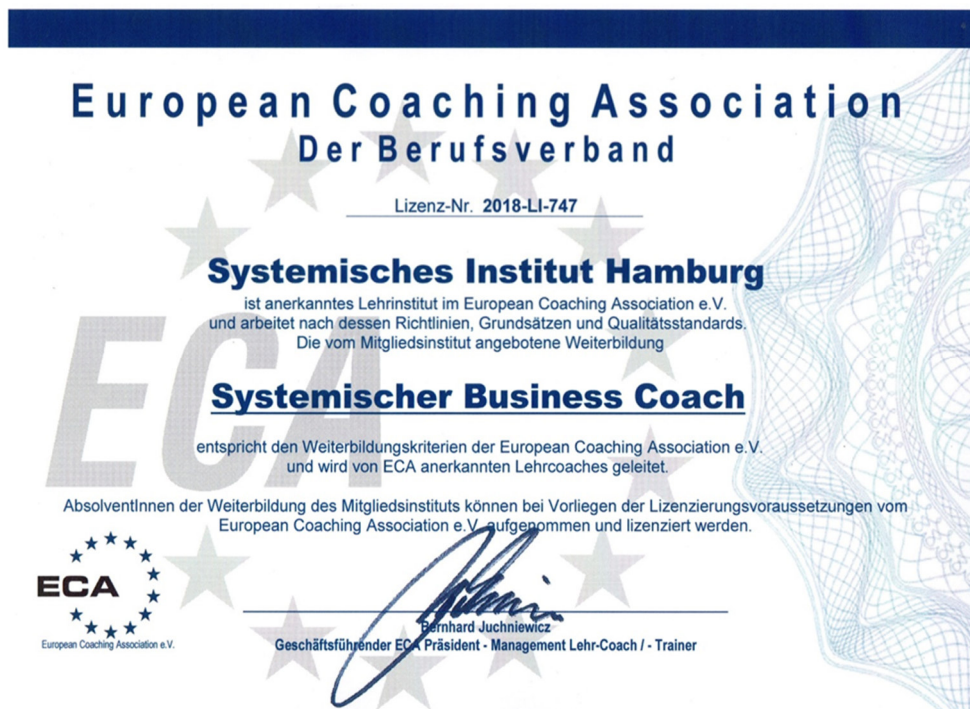 European Coaching Association
Der Berufsverband
Lizenz-Nr. 2018-LI-747
Systemisches Institut Hamburg
ist anerkanntes Lehrinstitut im European Coaching Association e.V.
und arbeitet nach dessen Richtlinien, Grundsätzen und Qualitätsstandards.
Die vom Mitgliedsinstitut angebotene Weiterbildung
ECA
Systemischer Business Coach
entspricht den Weiterbildungskriterien der European Coaching Association e.V.
und wird von ECA anerkannten Lehrcoaches geleitet.
AbsolventInnen der Weiterbildung des Mitgliedsinstituts können bei Vorliegen der Lizenzierungsvoraussetzungen vom
European Coaching Association e.V. aufgenommen und lizenziert werden.
ECA
European Coaching Association e.V.
Bernhard Juchniewicz
Geschäftsführender ECA Präsident - Management Lehr-Coach / - Trainer